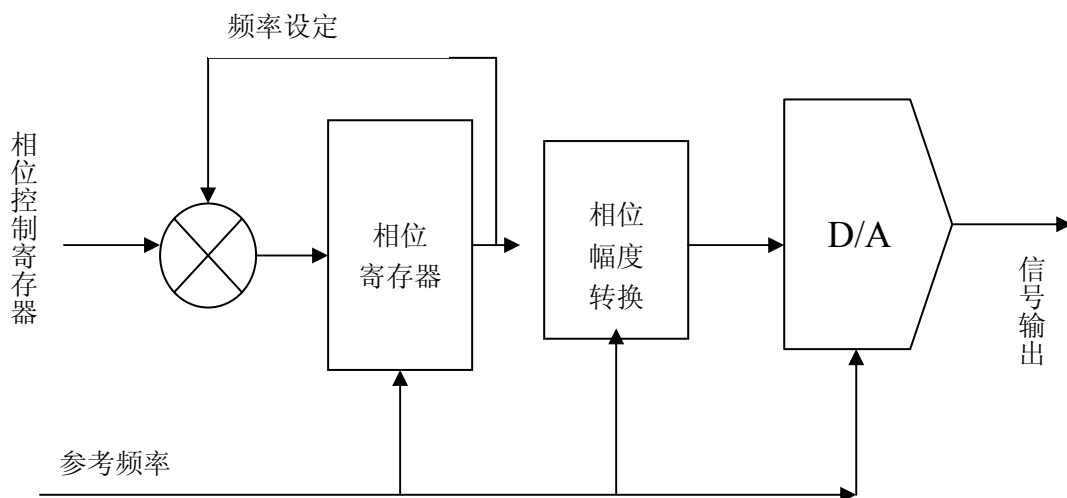 频率设定
相位控制寄存器
相位
寄存器
相位
幅度
转换
D/A
信号输出
参考频率